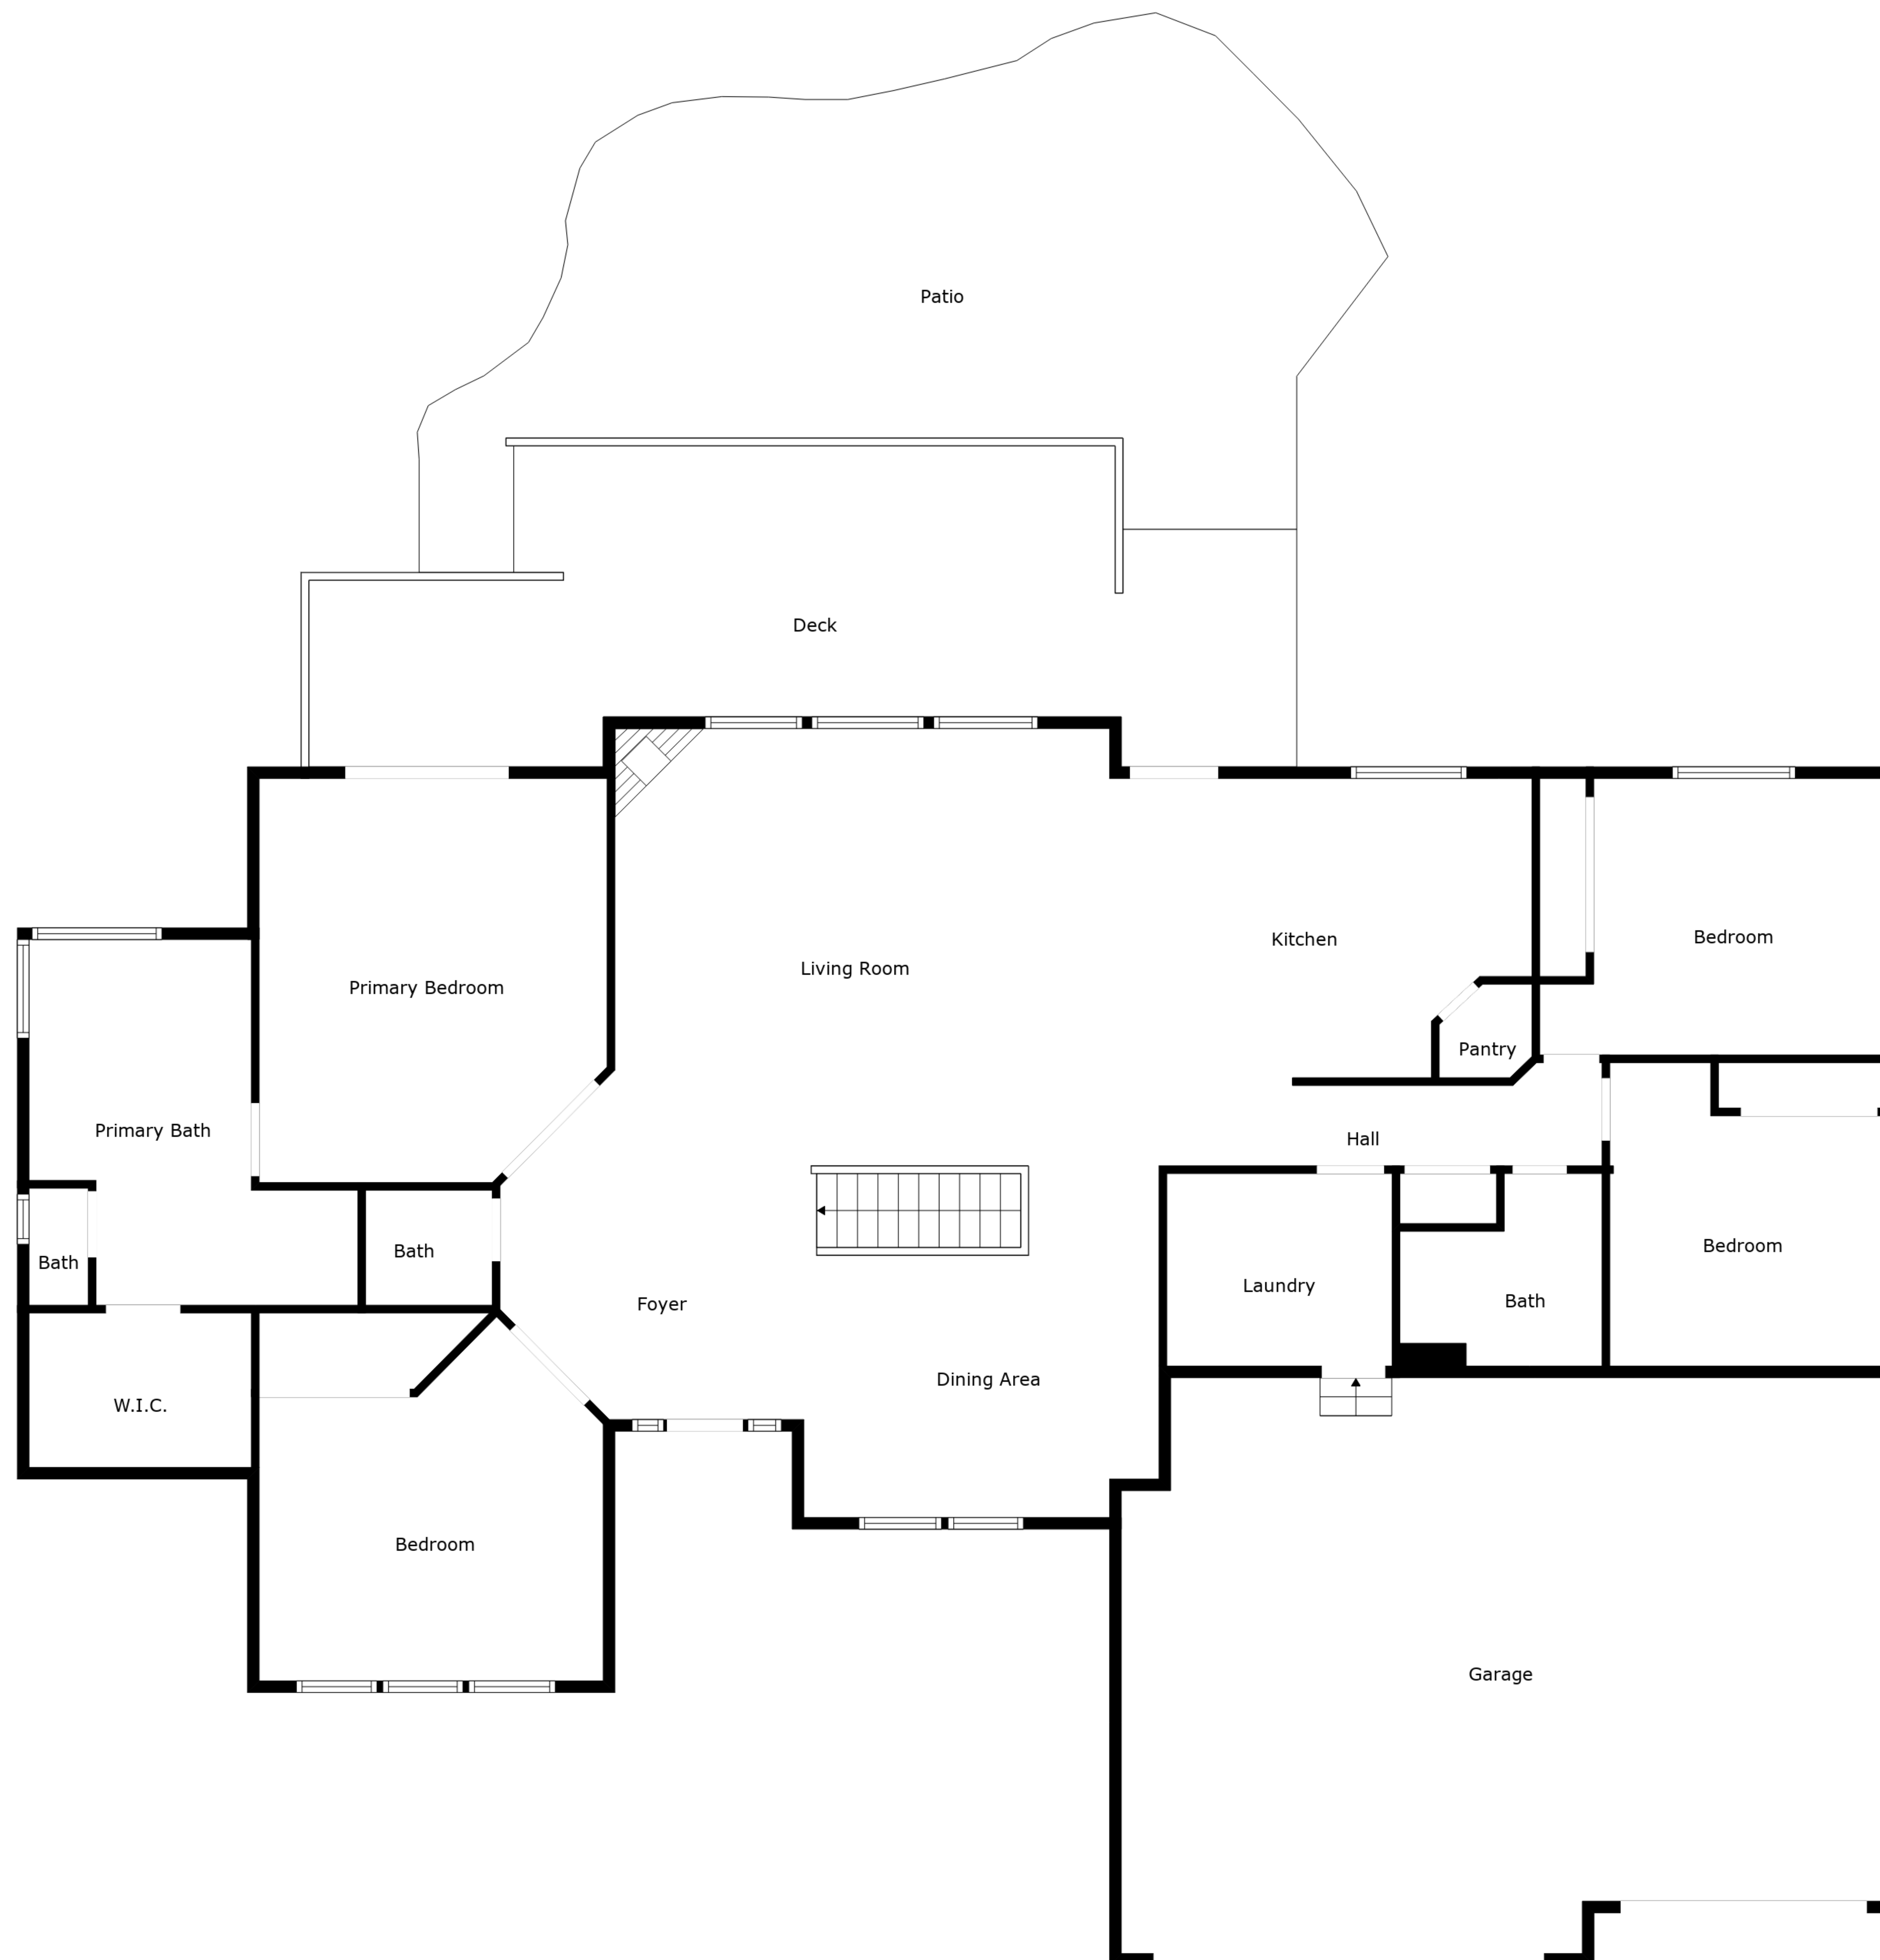 Patio
Deck
Bedroom
Kitchen
Living Room
Primary Bedroom
Pantry
Primary Bath
Hall
Bedroom
Bath
Bath
Laundry
Bath
Foyer
Dining Area
W.I.C.
Bedroom
Garage